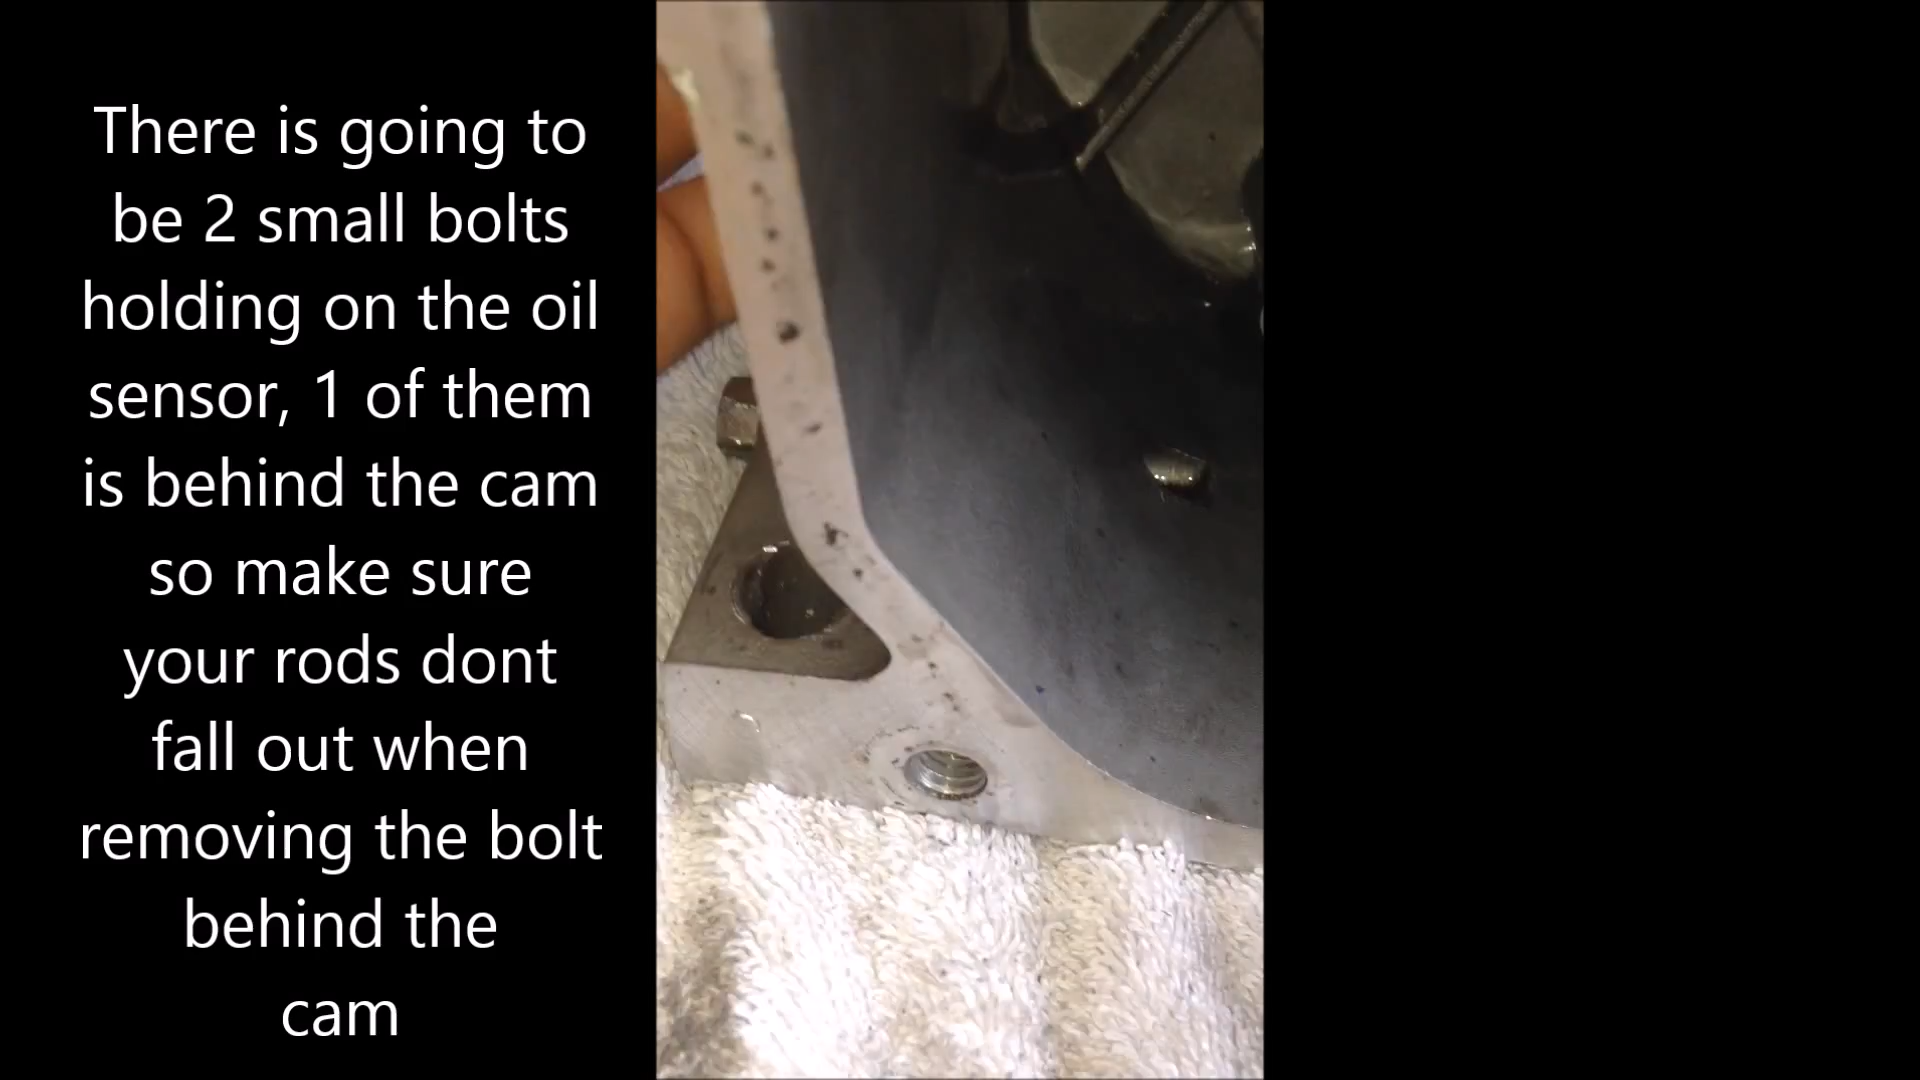 There is going to
be 2 small bolts
holding on the oil
sensor, 1 of them
is behind the cam
so make sure
your rods dont
fall out when
removing the bolt
behind the
cam